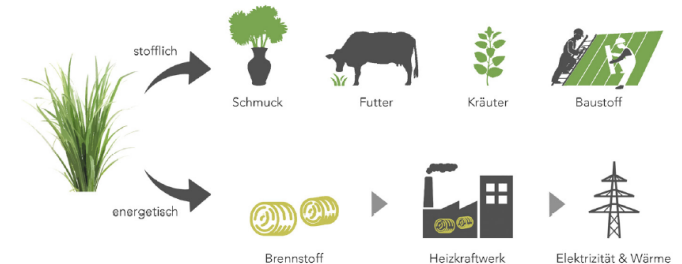 stofflich
Schmuck
Futter
Kräuter
Baustoff
energetisch
Brennstoff
Heizkraftwerk
Elektrizität & Wärme